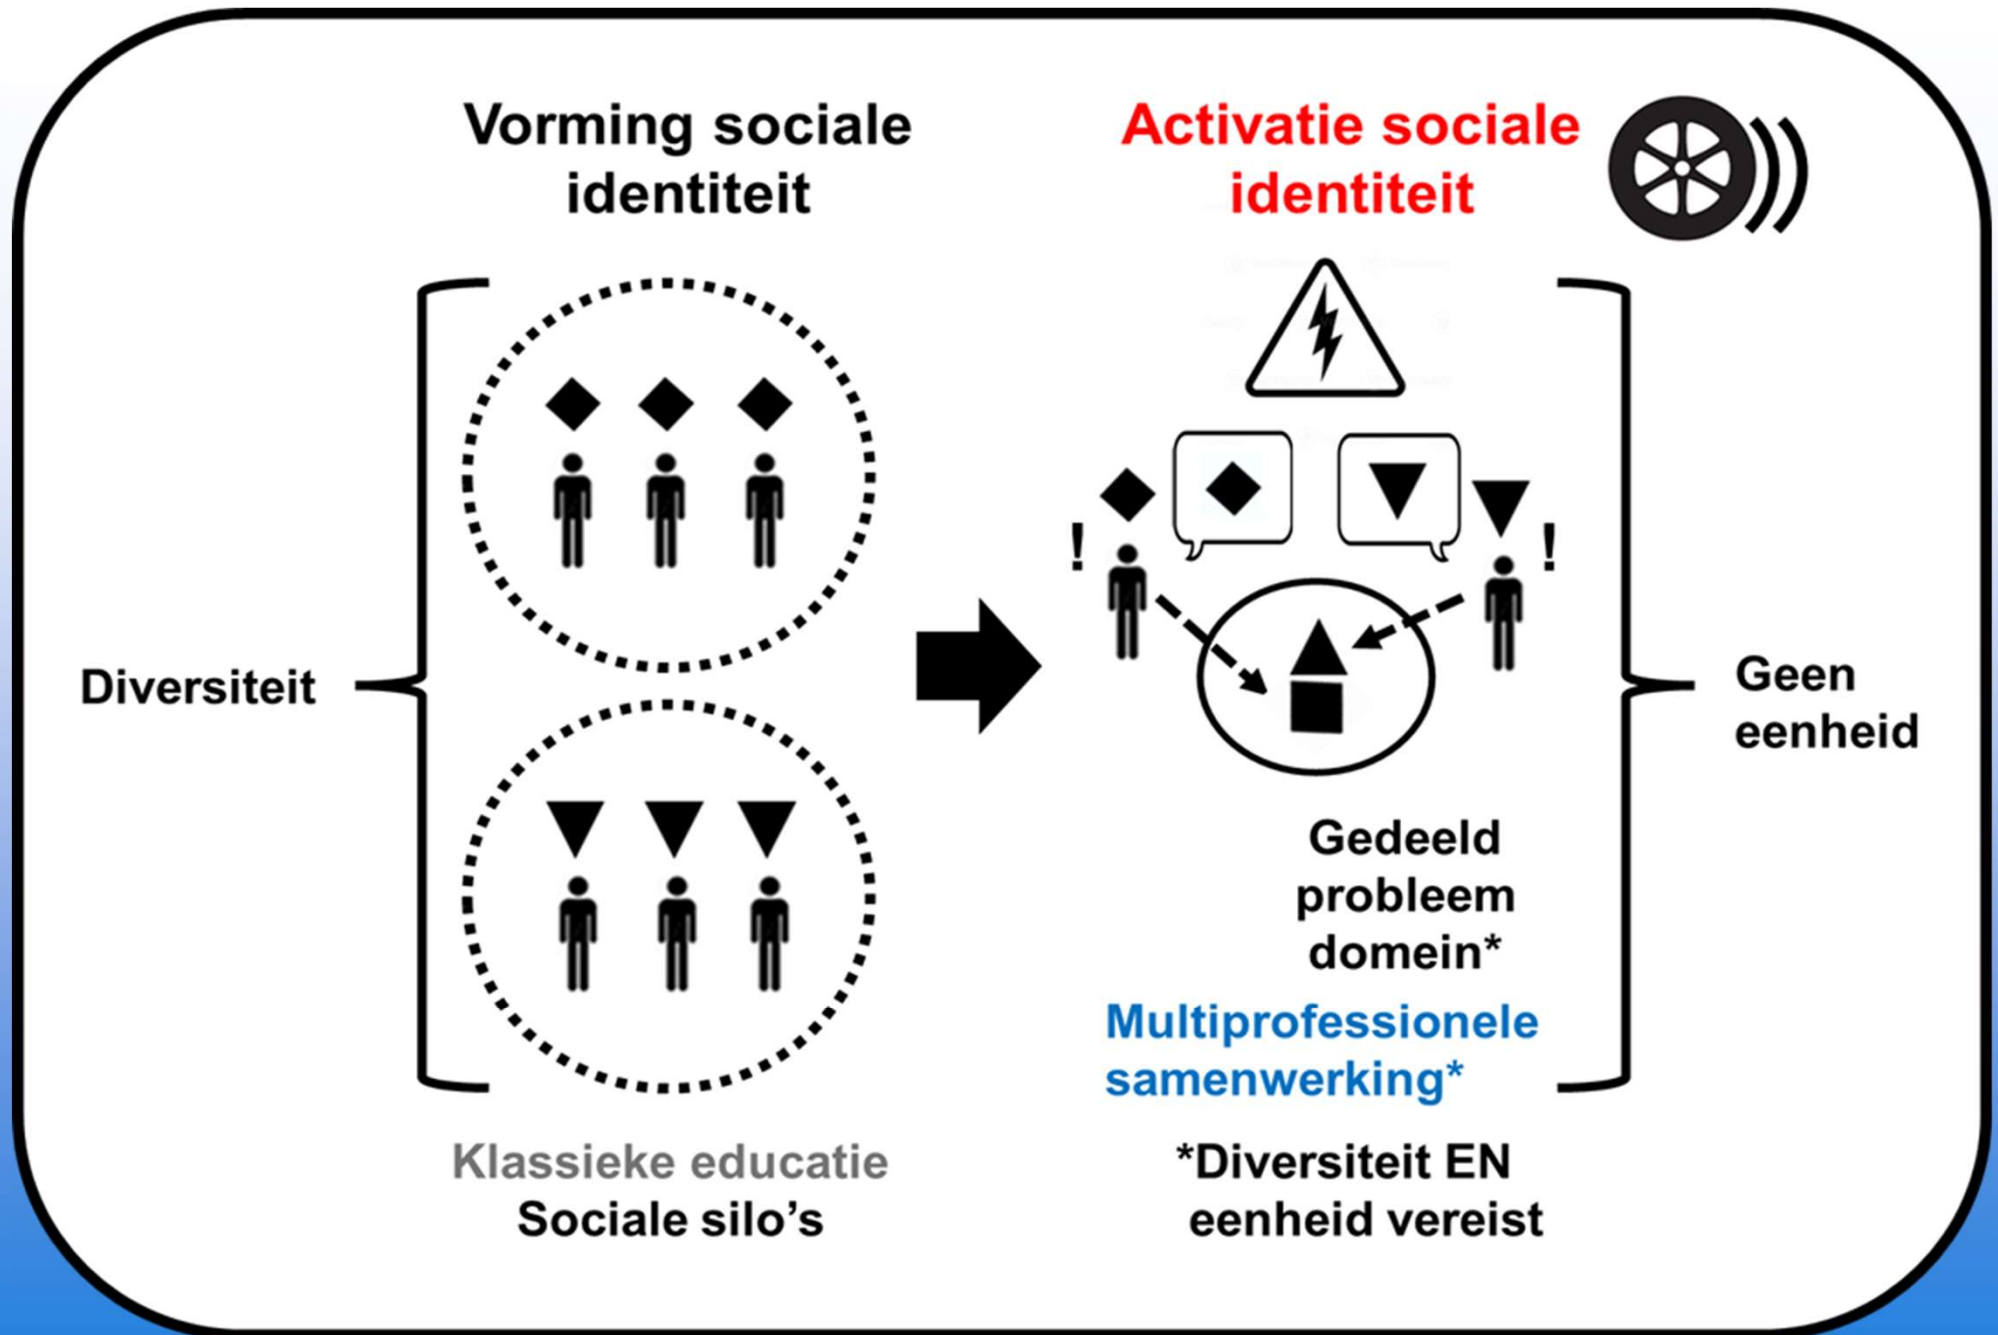 Vorming sociale
identiteit
Activatie sociale
identiteit
Diversiteit
!
!
Geen
eenheid
Gedeeld
probleem
domein*
Multiprofessionele
samenwerking*
Klassieke educatie
Sociale silo’s
*Diversiteit EN
eenheid vereist